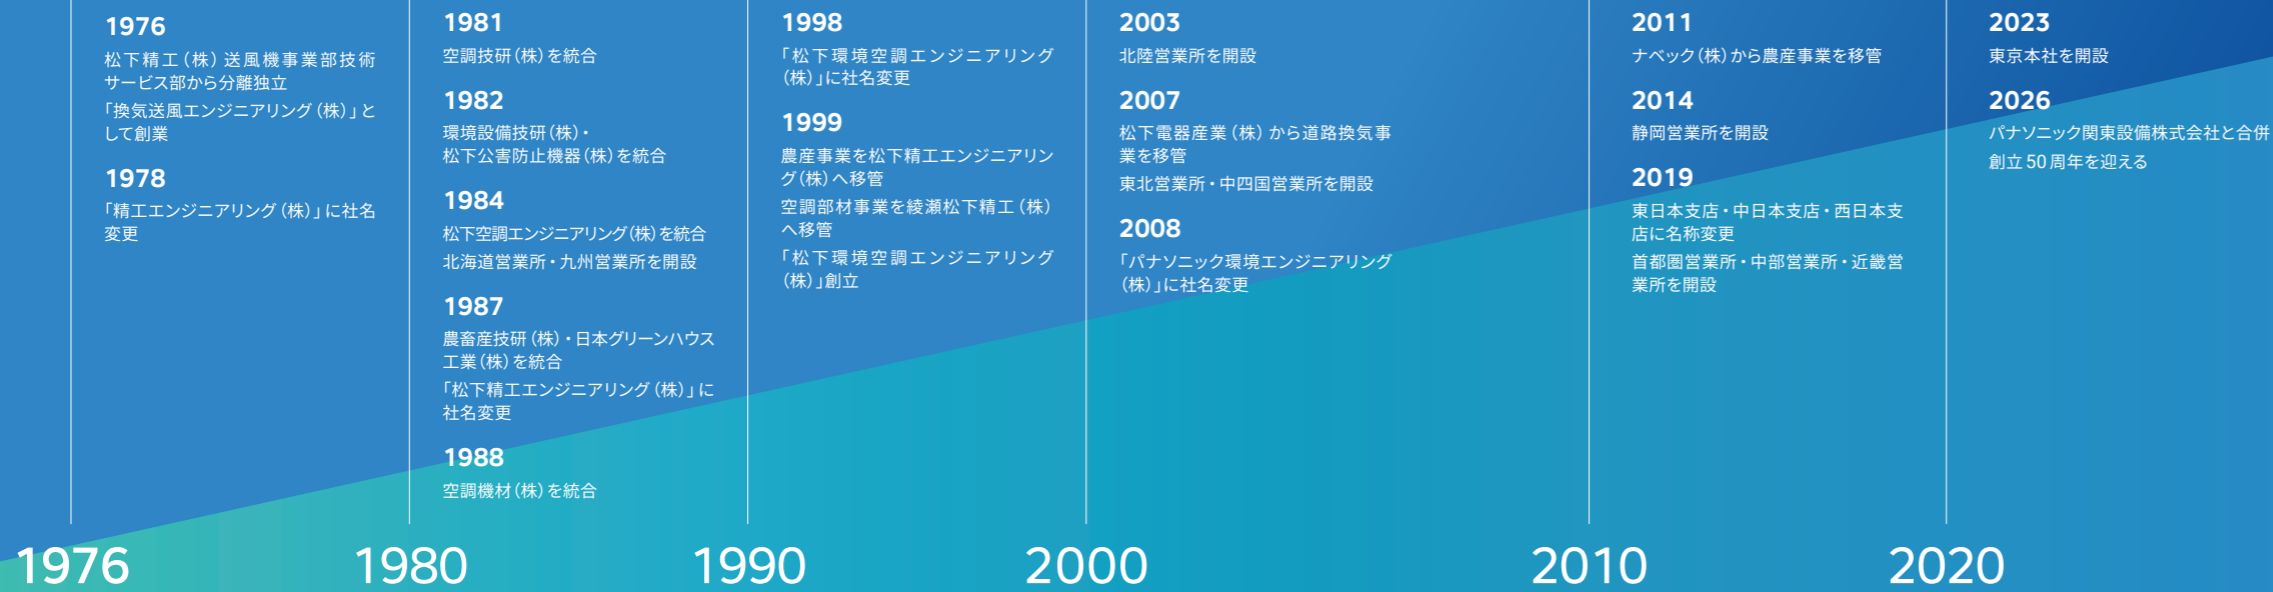 1976
松下精工（株）送風機事業部技術
サービス部から分離独立
「換気送風エンジニアリング（株）」と
して創業
1978
「精工エンジニアリング（株）」に社名
変更
1981
空調技研（株）を統合
1982
環境設備技研（株）・
松下公害防止機器（株）を統合
1984
松下空調エンジニアリング（株）を統合
北海道営業所・九州営業所を開設
1987
農畜産技研（株）・日本グリーンハウス
工業（株）を統合
「松下精工エンジニアリング（株）」に
社名変更
1988
空調機材（株）を統合
1998
「松下環境空調エンジニアリング
（株）」に社名変更
1999
農産事業を松下精工エンジニアリン
グ（株）へ移管
空調部材事業を綾瀬松下精工（株）
へ移管
「松下環境空調エンジニアリング
（株）」創立
2003
北陸営業所を開設
2007
松下電器産業（株）から道路換気事
業を移管
東北営業所・中四国営業所を開設
2008
「パナソニック環境エンジニアリング
（株）」に社名変更
2011
ナベック（株）から農産事業を移管
2014
静岡営業所を開設
2019
東日本支店・中日本支店・西日本支
店に名称変更
首都圏営業所・中部営業所・近畿営
業所を開設
2023
東京本社を開設
2026
パナソニック関東設備株式会社と合併
創立50周年を迎える
1976
1980
1990
2000
2010
2020